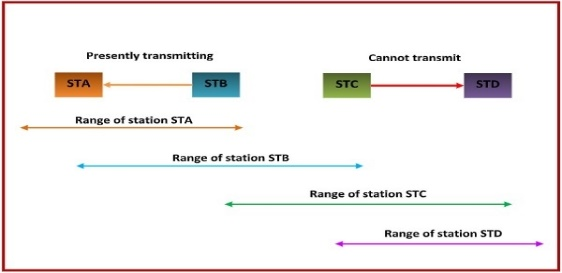 Presently transmitting
Cannot transmit
STA
STB
STC
STD
Range of station STA
Range of station STB
Range of station STC
Range of station STD